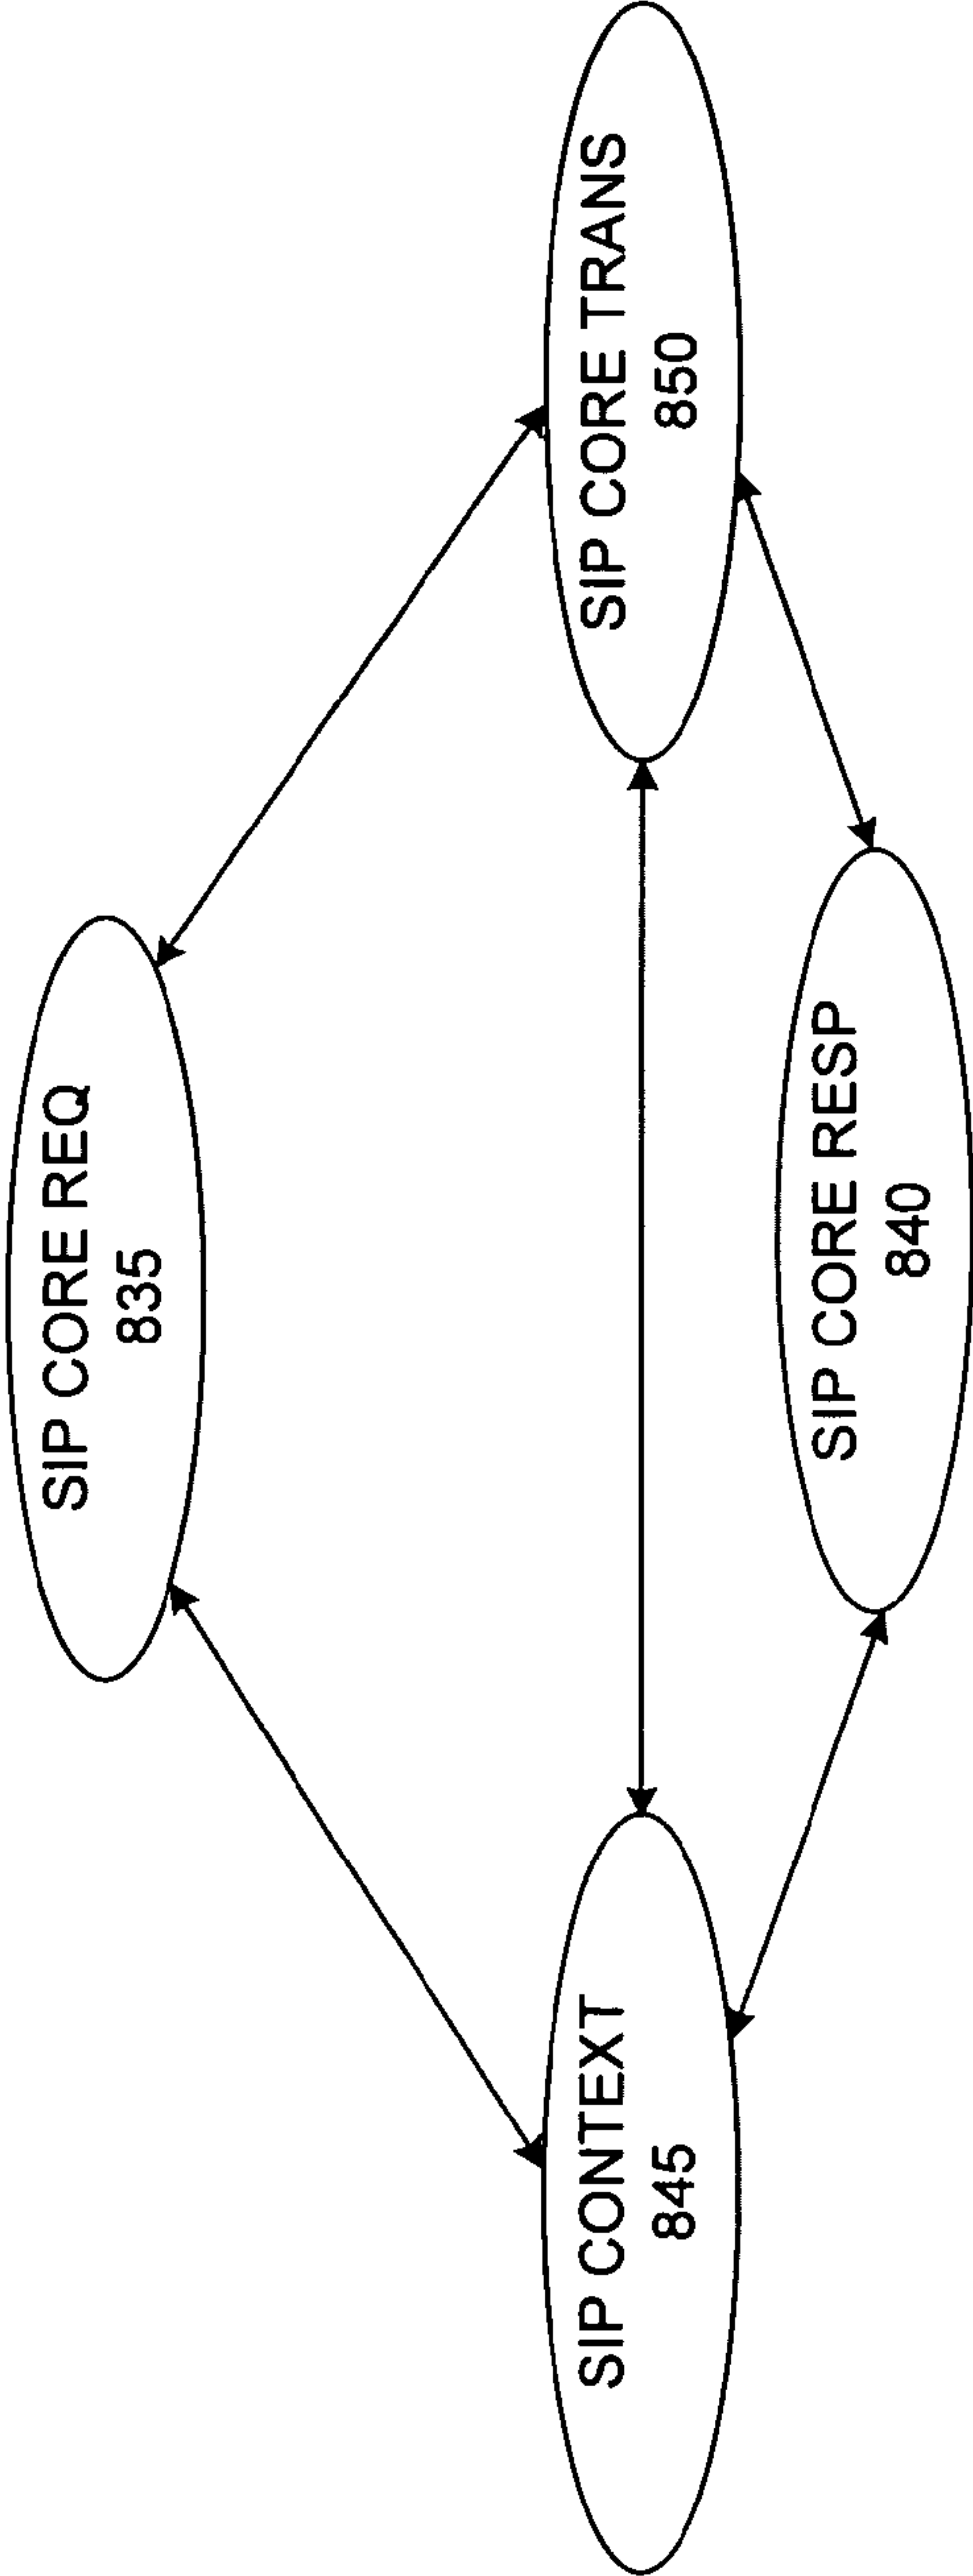 SIP CORE REQ
835
SIP CONTEXT
845
SIP CORE TRANS
850
SIP CORE RESP
840